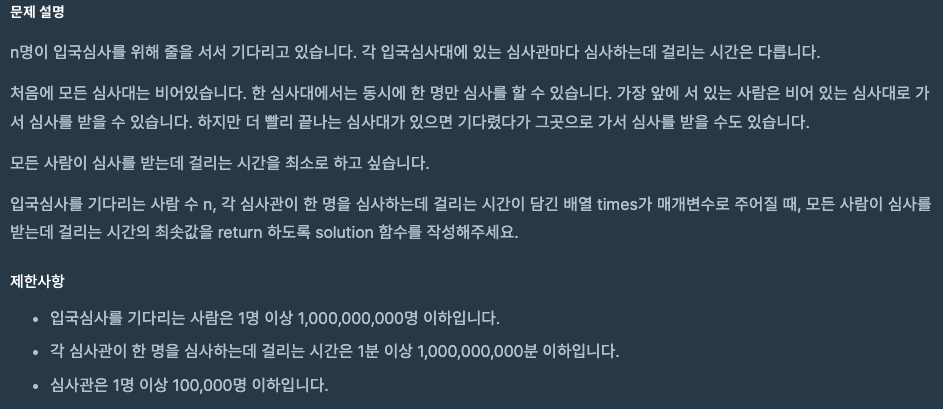 문제 설명
n명이 입국심사를 위해 줄을 서서 기다리고 있습니다. 각 입국심사대에 있는 심사관마다 심사하는데 걸리는 시간은 다릅니다.
처음에 모든 심사대는 비어있습니다. 한 심사대에서는 동시에 한 명만 심사를 할 수 있습니다. 가장 앞에 서 있는 사람은 비어 있는 심사대로 가
서 심사를 받을 수 있습니다. 하지만 더 빨리 끝나는 심사대가 있으면 기다렸다가 그곳으로 가서 심사를 받을 수도 있습니다.
모든 사람이 심사를 받는데 걸리는 시간을 최소로 하고 싶습니다.
입국심사를 기다리는 사람 수 n, 각 심사관이 한 명을 심사하는데 걸리는 시간이 담긴 배열 times가 매개변수로 주어질 때, 모든 사람이 심사를
받는데 걸리는 시간의 최솟값을 return 하도록 solution 함수를 작성해주세요.
제한사항
• 입국심사를 기다리는 사람은 1명 이상 1,000,000,000명 이하입니다.
• 각 심사관이 한 명을 심사하는데 걸리는 시간은 1분 이상 1,000,000,000분 이하입니다.
• 심사관은 1명 이상 100,000명 이하입니다.